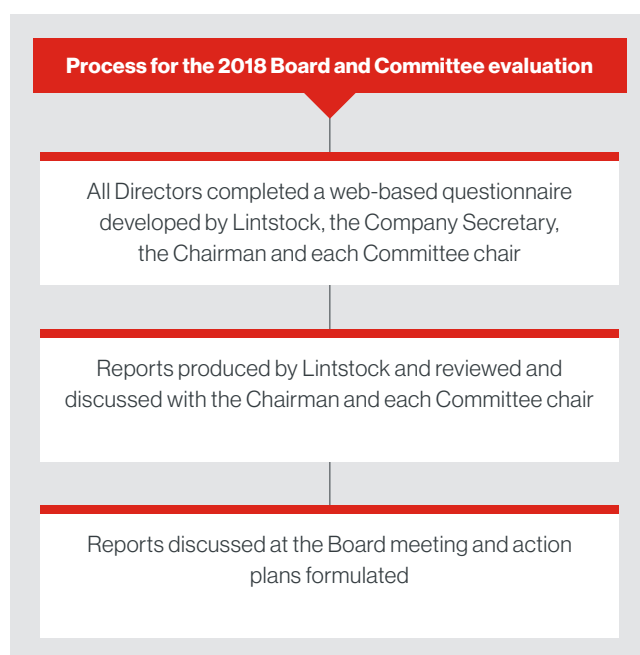 Process for the 2018 Board and Committee evaluation
All Directors completed a web-based questionnaire
developed by Lintstock, the Company Secretary,
the Chairman and each Committee chair
Reports produced by Lintstock and reviewed and
discussed with the Chairman and each Committee chair
Reports discussed at the Board meeting and action
plans formulated